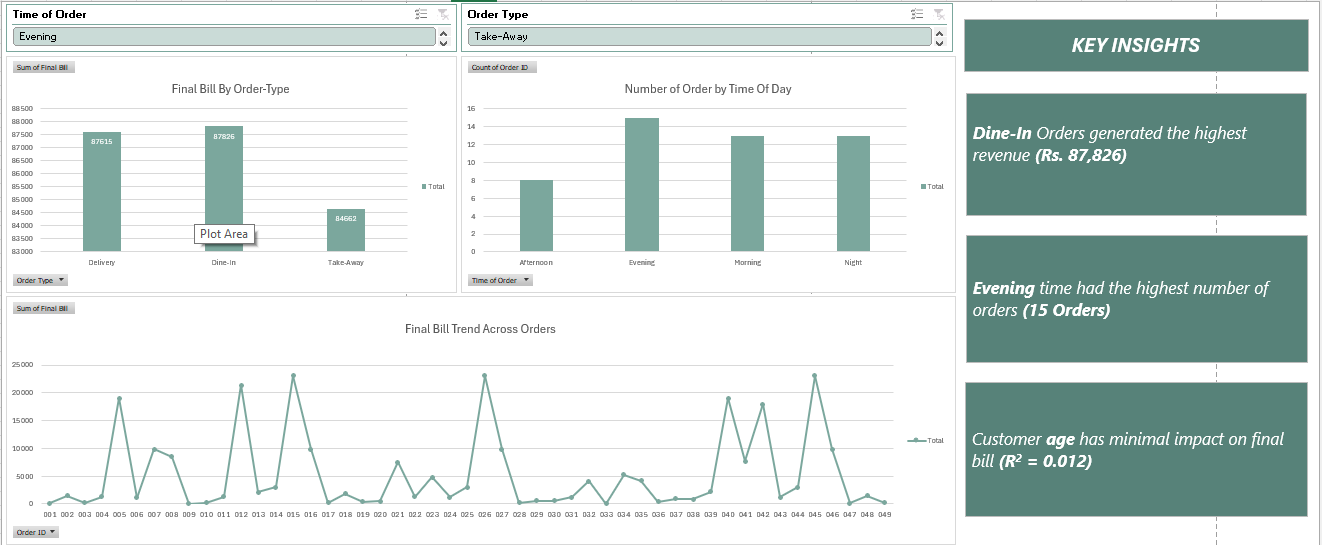 Time of Order
Evening
Order Type
Take-Away
KEY INSIGHTS
Sum of Final Bill
Final Bill By Order-Type
88500
88000
87500
87000
86500
86000
85500
85000
84500
84000
83500
83000
87615
87826
84662
Plot Area
Delivery
Dine-In
Take-Away
Total
Order Type
Count of Order ID
Number of Order by Time Of Day
16
14
12
10
8
6
4
2
0
Afternoon
Evening
Morning
Night
Total
Time of Order
Dine-In Orders generated the highest
revenue (Rs. 87,826)
Evening time had the highest number of
orders (15 Orders)
Customer age has minimal impact on final
bill (R² = 0.012)
Sum of Final Bill
Final Bill Trend Across Orders
25000
20000
15000
10000
5000
0
001 002 003 004 005 006 007 008 009 010 011 012 013 014 015 016 017 018 019 020 021 022 023 024 025 026 027 028 029 030 031 032 033 034 035 036 037 038 039 040 041 042 043 044 045 046 047 048 049
Total
Order ID